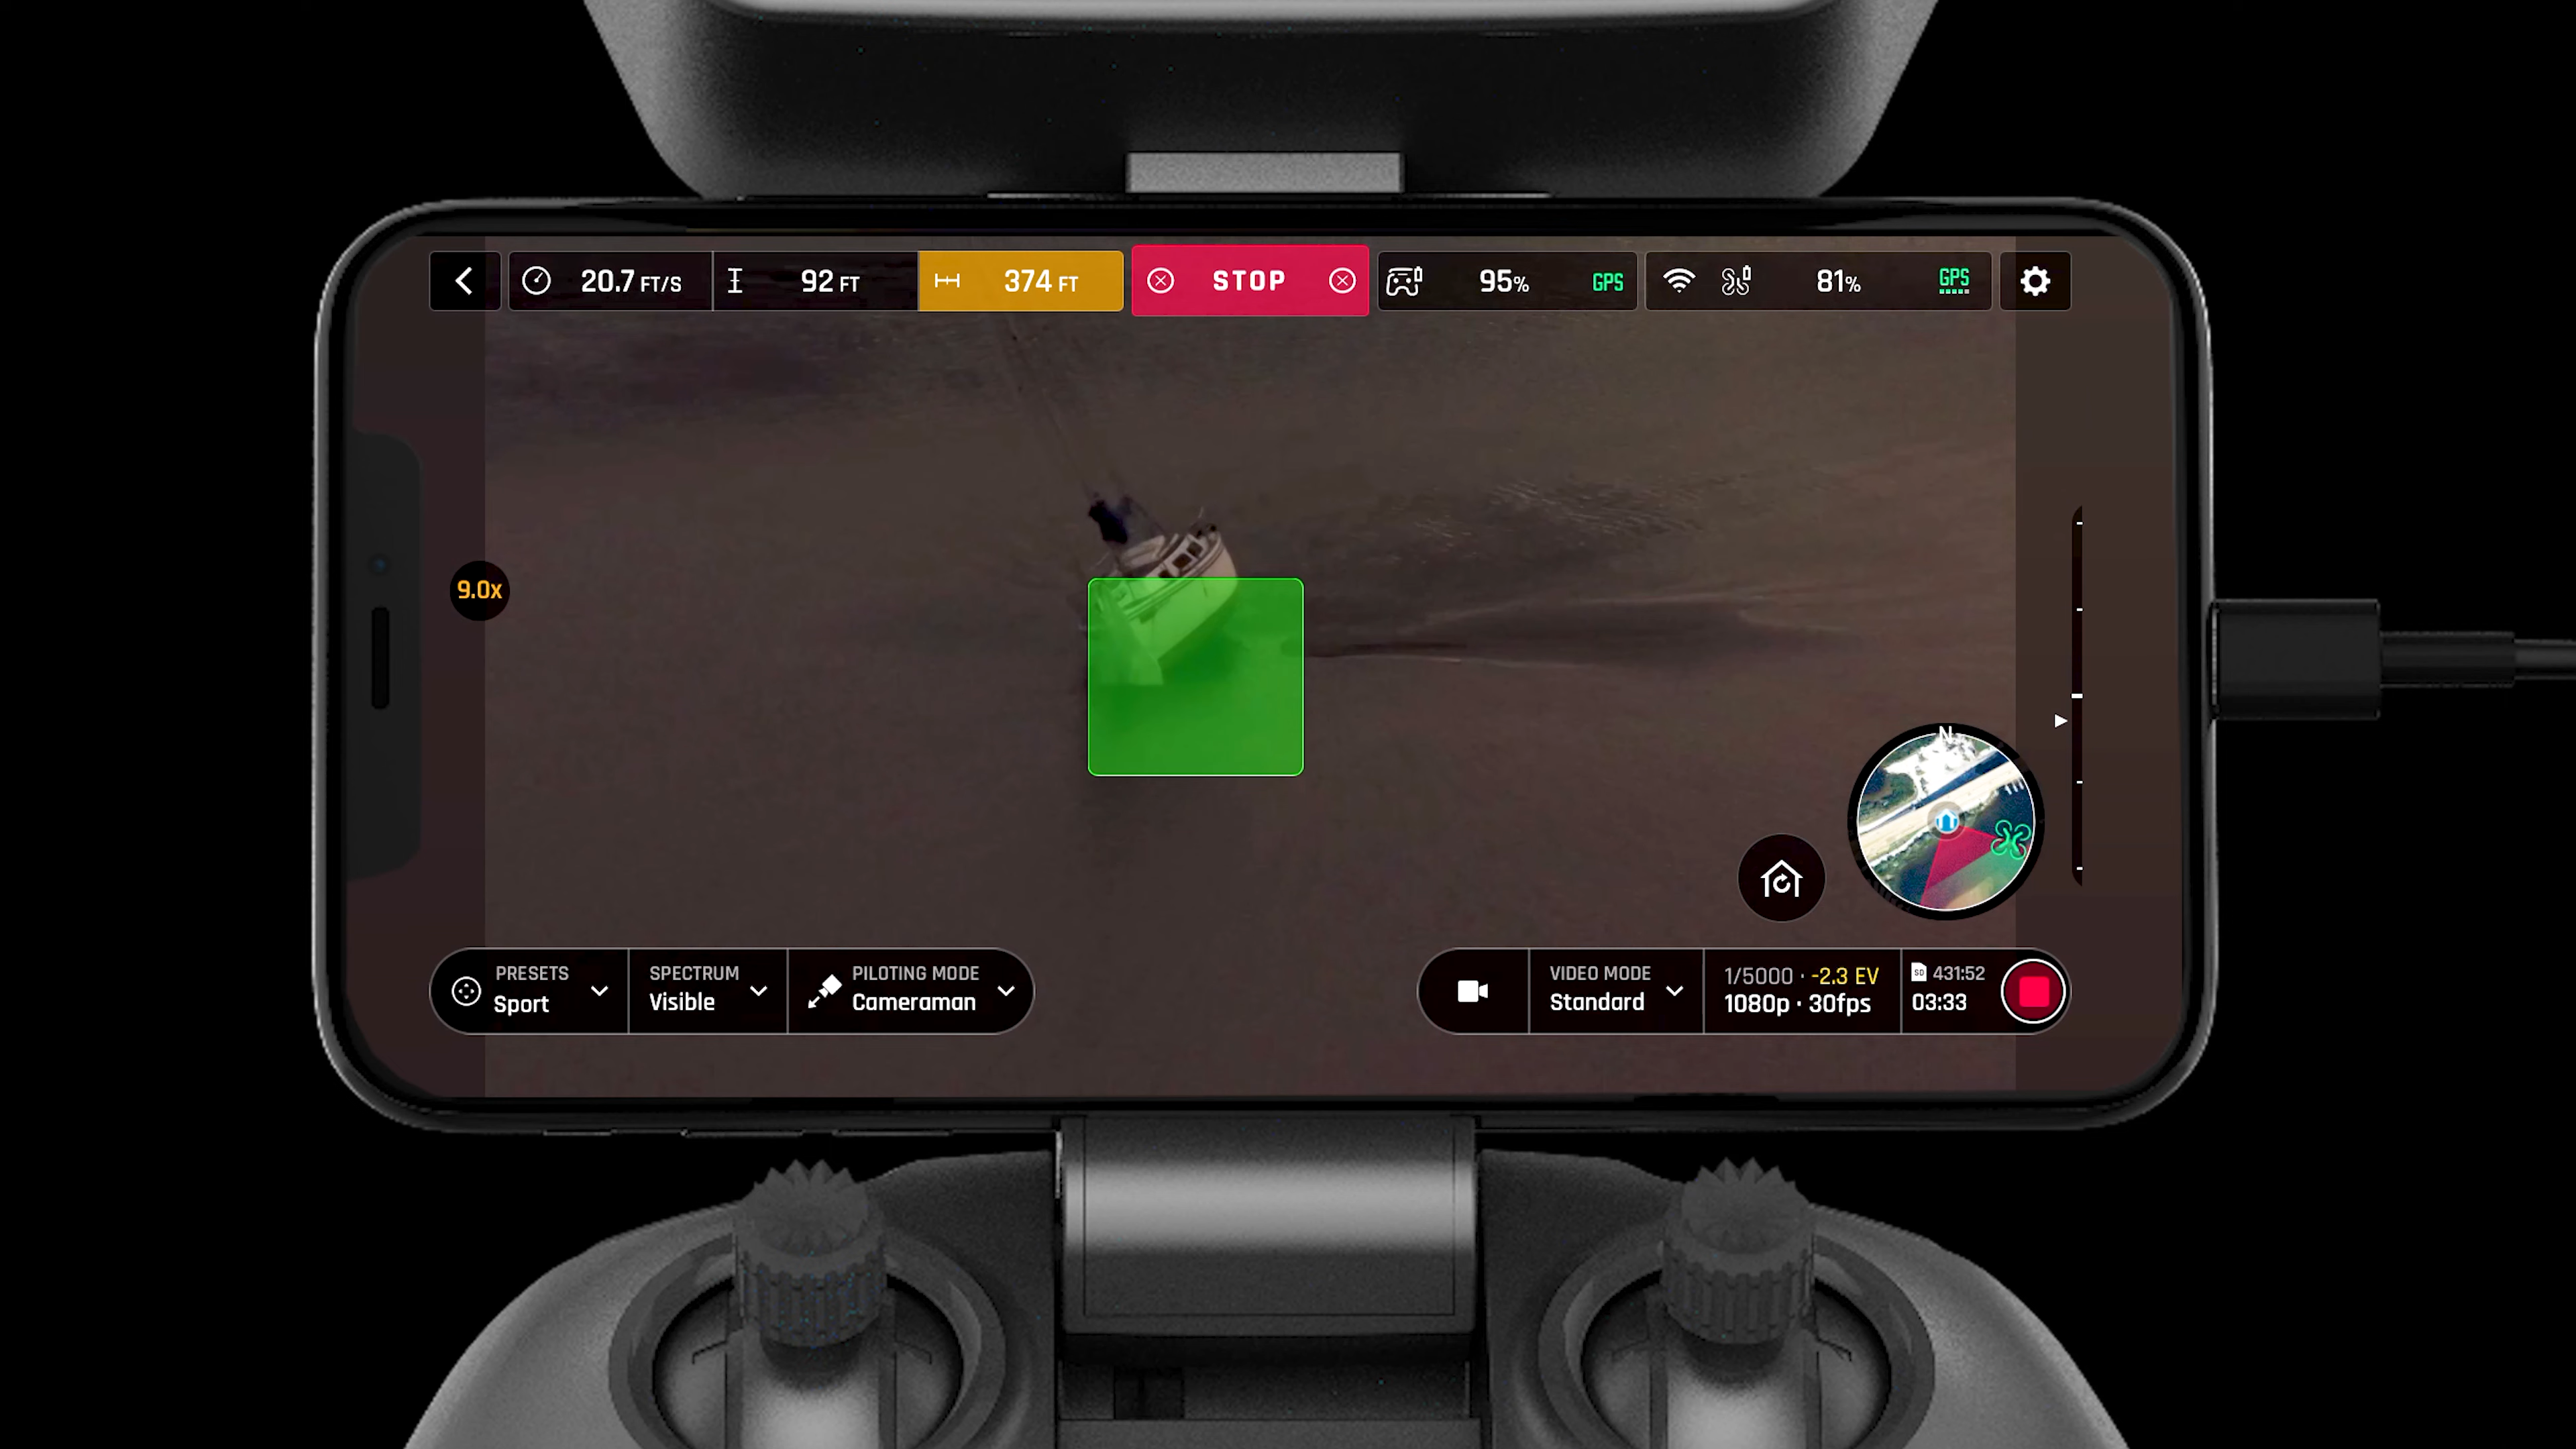 20.7 FT/S
92 FT
374 FT
STOP
95%
GPS
81%
GPS
9.0x
N
PRESETS
Sport
SPECTRUM
Visible
PILOTING MODE
Cameraman
VIDEO MODE
Standard
1/5000 · -2.3 EV
1080p · 30fps
SD 431:52
03:33